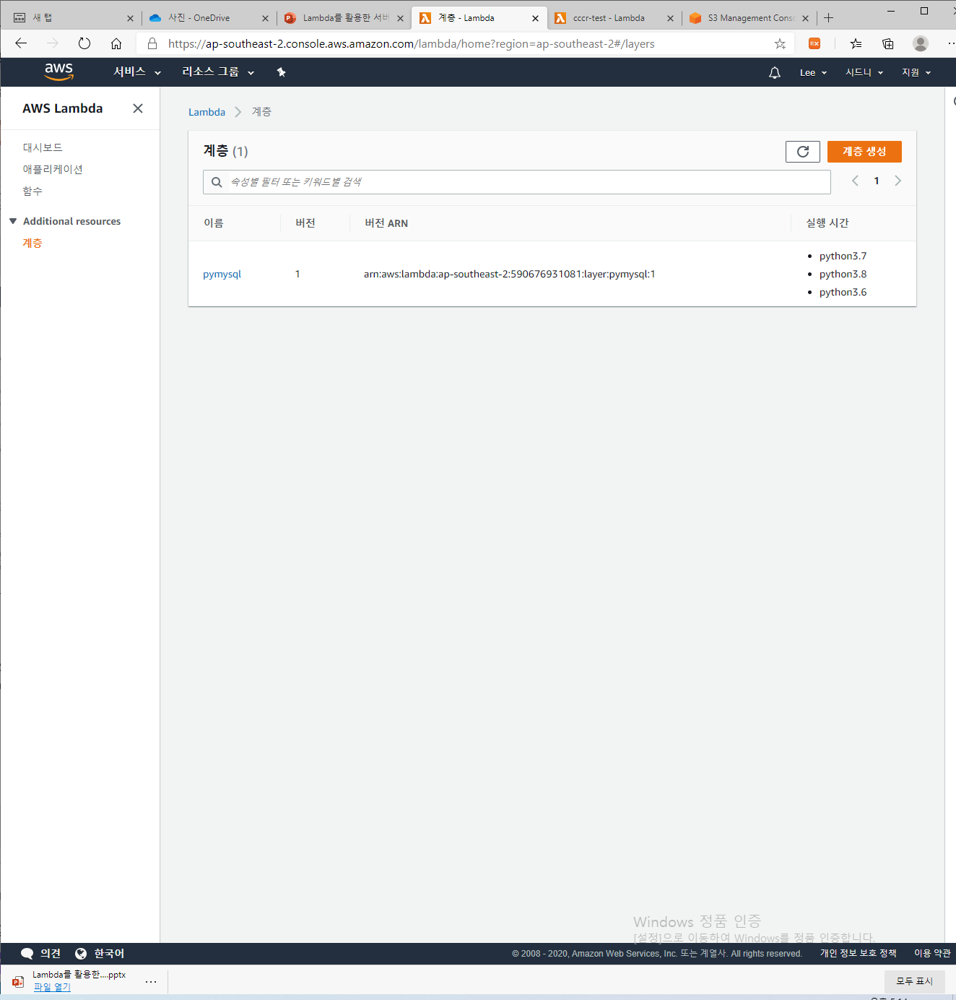 새 탭
사진 - OneDrive
Lambda를 활용한 서버
계층 - Lambda
cccr-test - Lambda
S3 Management Consc
https://ap-southeast-2.console.aws.amazon.com/lambda/home?region=ap-southeast-2#/layers
aws
서비스
리소스 그룹
Lee
시드니
지원
AWS Lambda
대시보드
애플리케이션
함수
Additional resources
계층
Lambda
계층
계층 (1)
계층 생성
속성별 필터 또는 키워드별 검색
1
이름
버전
버전 ARN
실행 시간
pymysql
1
arn:aws:lambda:ap-southeast-2:590676931081:layer:pymysql:1
python3.7
python3.8
python3.6
Windows 정품 인증
[설정]으로 이동하여 Windows를 정품 인증합니다.
의견
한국어
© 2008 - 2020, Amazon Web Services, Inc. 또는 계열사. All rights reserved.
개인 정보 보호 정책
이용 약관
Lambda를 활용한....pptx
파일 열기
모두 표시